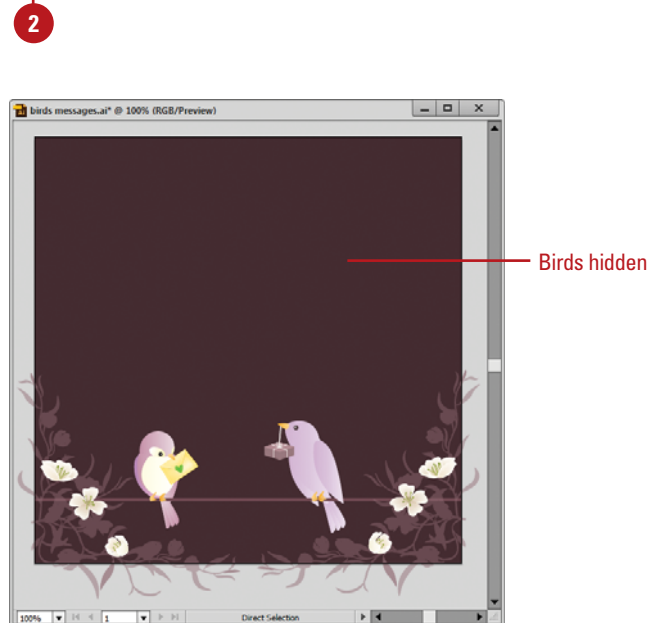 2
birds messages.ai* @ 100% (RGB/Preview)
Birds hidden
100%
1
Direct Selection